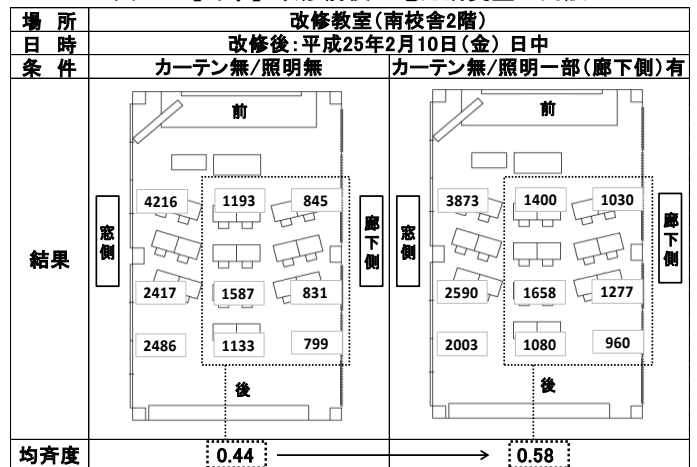 場 所 改修教室（南校舎2階）
日 時 改修後：平成25年2月10日（金） 日中
条 件 カーテン無/照明無 カーテン無/照明一部（廊下側）有
前 前
4216 1193 845 3873 1400 1030
結果 窓側 廊下側 窓側 廊下側
2417 1587 831 2590 1658 1277
2486 1133 799 2003 1080 960
後 後
均斉度 0.44 0.58